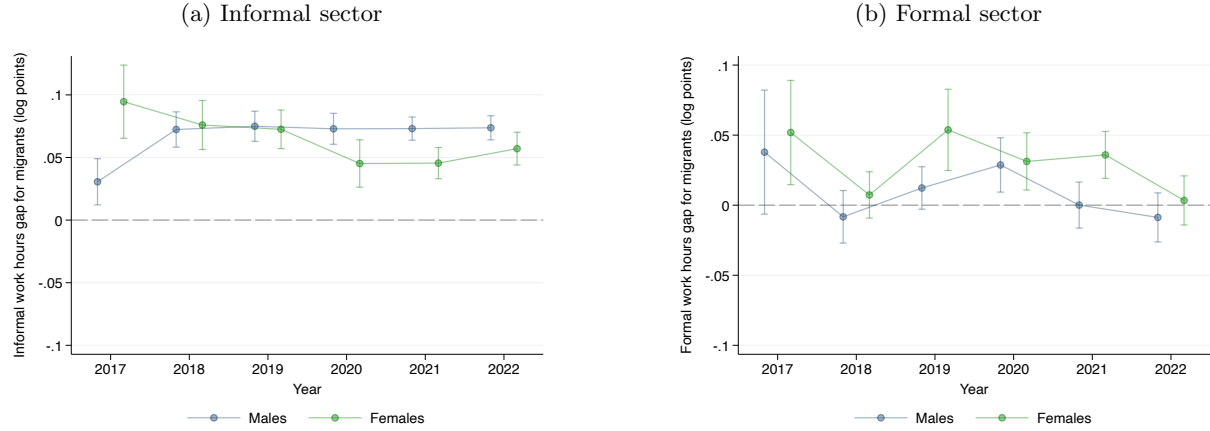 (a) Informal sector
Informal work hours gap for migrants (log points)
.1
.05
0
-.05
-.1
2017 2018 2019 2020 2021 2022
Year
Males Females
(b) Formal sector
Formal work hours gap for migrants (log points)
.1
.05
0
-.05
-.1
2017 2018 2019 2020 2021 2022
Year
Males Females